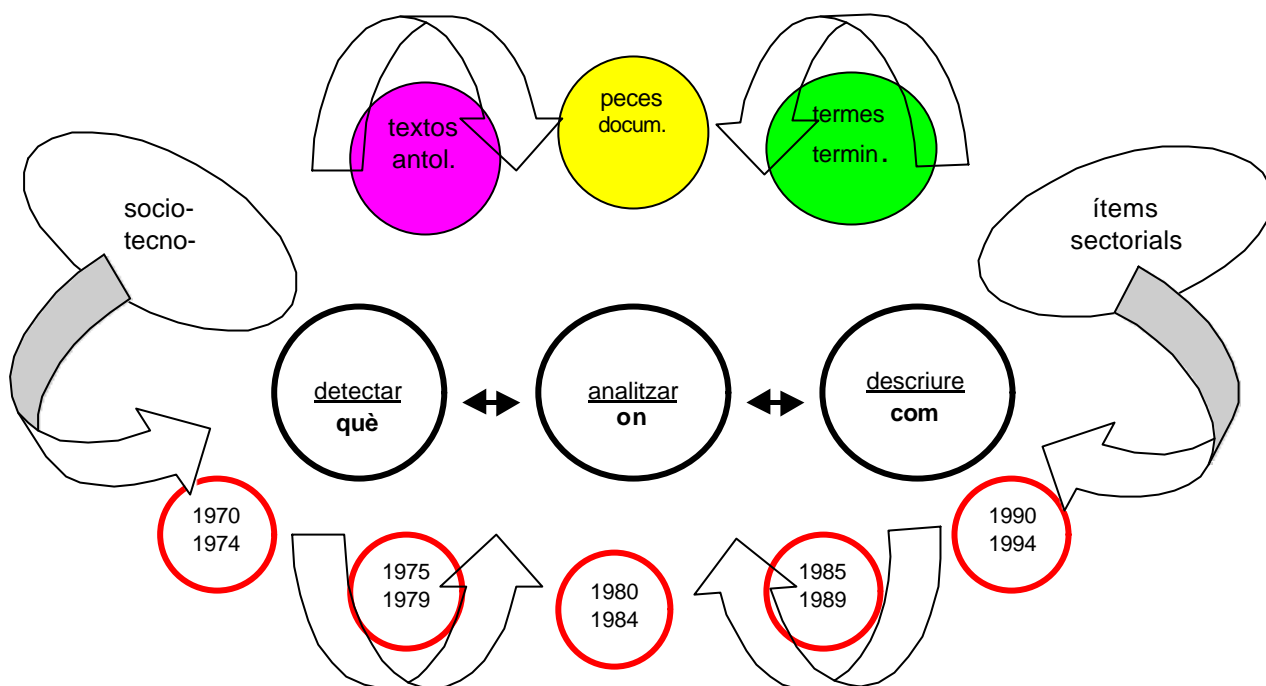 textos
antol.
peces
docum.
termes
termin.
socio-
tecno-
ítems
sectorials
detectar
què
analitzar
on
descriure
com
1970
1974
1975
1979
1980
1984
1985
1989
1990
1994